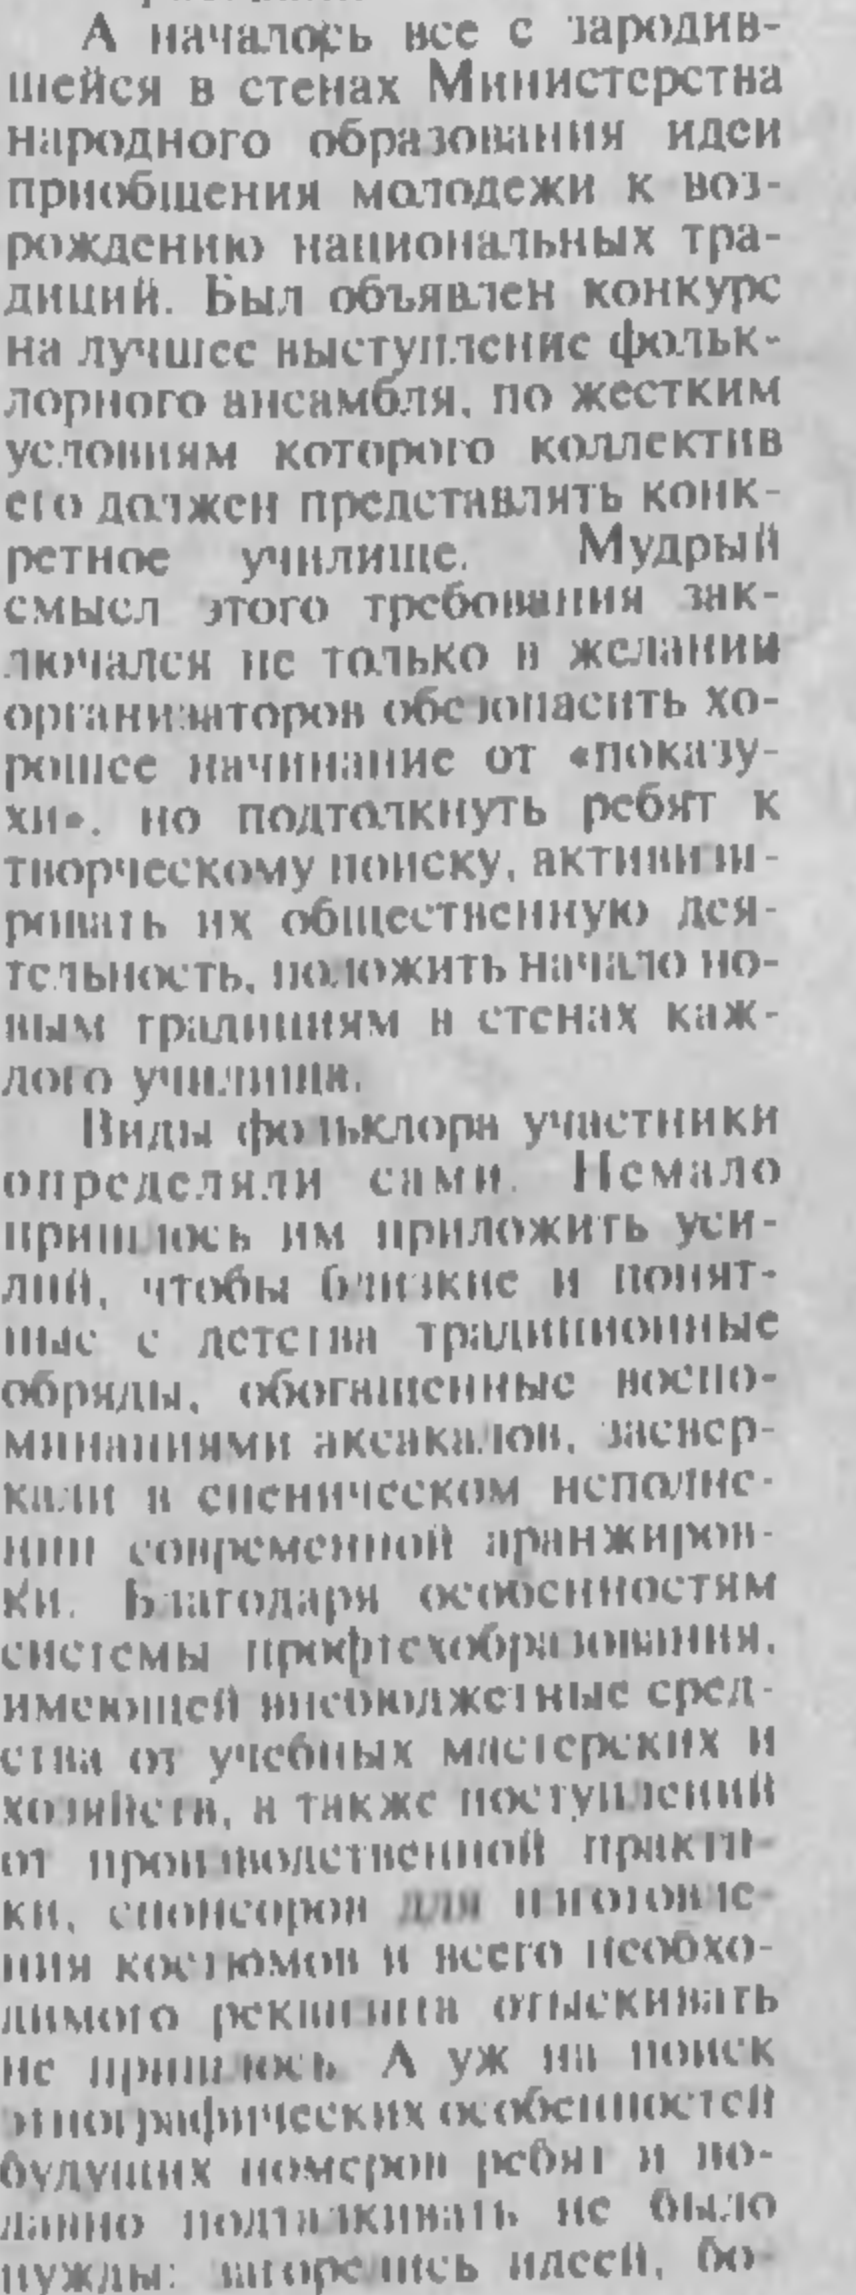 А началось все с зародив-
шейся в стенах Министерства
народного образования идеи
приобщения молодежи к воз-
рождению национальных тра-
диций. Был объявлен конкурс
на лучшее выступление фольк-
лорного ансамбля, по жестким
условиям которого коллектив
его должен представлять конк-
ретное училище. Мудрый
смысл этого требования зак-
лючался не только в желании
организаторов обезопасить хо-
рошее начинание от «показу-
хи», но подтолкнуть ребят к
творческому поиску, активизи-
ровать их общественную дея-
тельность, положить начало но-
вым традициям в стенах каж-
дого училища.
Виды фольклора участники
определяли сами. Немало
пришлось им приложить уси-
лий, чтобы близкие и понят-
ные с детства традиционные
обряды, обогащенные воспо-
минаниями аксакалов, засвер-
кали в сценическом исполне-
нии современной аранжиров-
ки. Благодаря особенностям
системы профтехобразования,
имеющей внебюджетные сред-
ства от учебных мастерских и
хозяйств, а также поступлений
от производственной практи-
ки, спонсоров для изготовле-
ния костюмов и всего необхо-
димого реквизита отыскивать
не пришлось. А уж на поиск
этнографических особенностей
будущих номеров ребят и по-
давно подталкивать не было
нужды: загорелись идеей, бо-